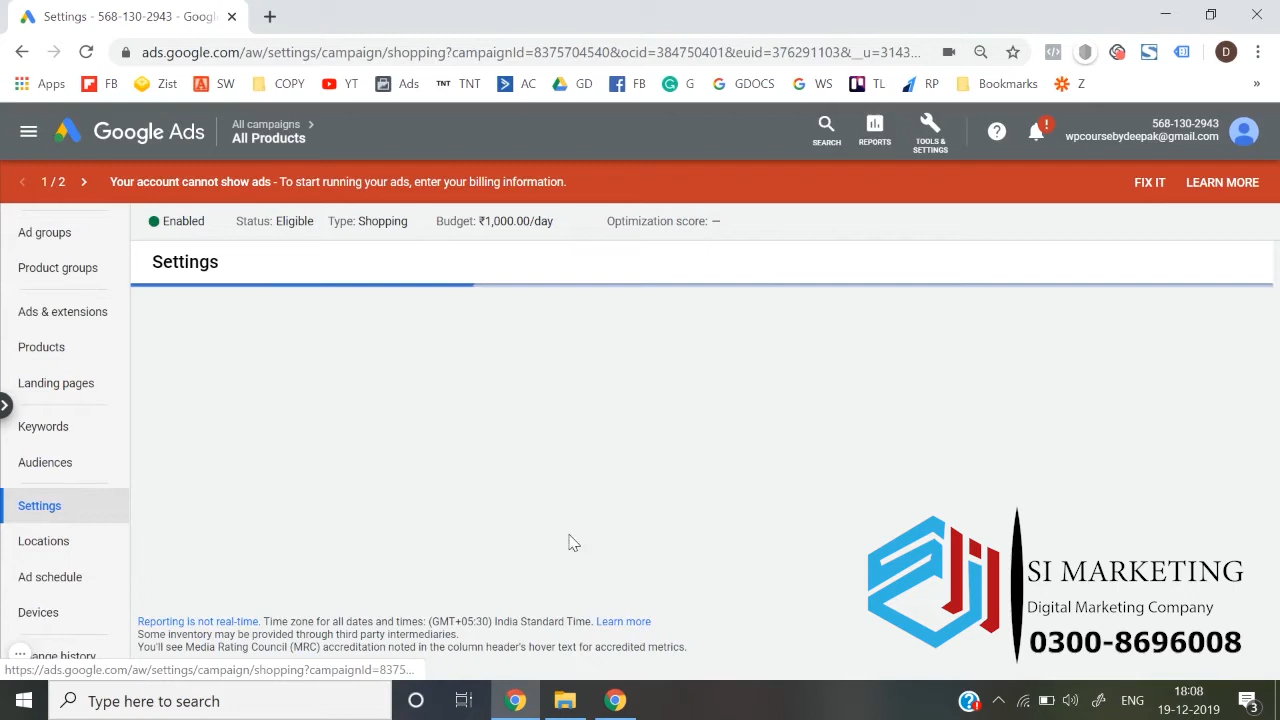 Settings - 568-130-2943 - Googl
ads.google.com/aw/settings/campaign/shopping?campaignId=8375704540&ocid=384750401&euid=376291103&__u=3143...
D
Apps FB Zist SW COPY YT Ads TNT TNT AC GD FB G GDOCS WS TL RP Bookmarks Z »
Google Ads
All campaigns
All Products
SEARCH
REPORTS
TOOLS &
SETTINGS
568-130-2943
wpcoursebydeepak@gmail.com
1 / 2 Your account cannot show ads - To start running your ads, enter your billing information. FIX IT LEARN MORE
Enabled Status: Eligible Type: Shopping Budget: ₹1,000.00/day Optimization score: —
Settings
Ad groups
Product groups
Ads & extensions
Products
Landing pages
Keywords
Audiences
Settings
Locations
Ad schedule
Devices
ange history
Reporting is not real-time. Time zone for all dates and times: (GMT+05:30) India Standard Time. Learn more
Some inventory may be provided through third party intermediaries.
You'll see Media Rating Council (MRC) accreditation noted in the column header's hover text for accredited metrics.
SI MARKETING
Digital Marketing Company
0300-8696008
https://ads.google.com/aw/settings/campaign/shopping?campaignId=8375...
Type here to search
ENG
18:08
19-12-2019
3